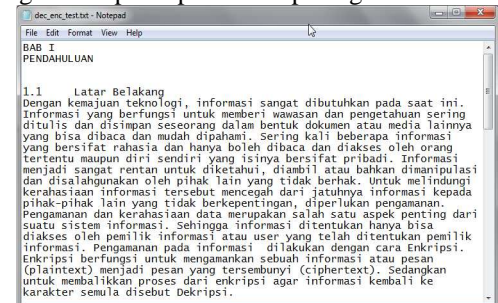 dec_enc_test.txt - Notepad
File Edit Format View Help
BAB I
PENDAHULUAN
1.1 Latar Belakang
Dengan kemajuan teknologi, informasi sangat dibutuhkan pada saat ini.
Informasi yang berfungsi untuk memberi wawasan dan pengetahuan sering
ditulis dan disimpan seseorang dalam bentuk dokumen atau media lainnya
yang bisa dibaca dan mudah dipahami. Sering kali beberapa informasi
yang bersifat rahasia dan hanya boleh dibaca dan diakses oleh orang
tertentu maupun diri sendiri yang isinya bersifat pribadi. Informasi
menjadi sangat rentan untuk diketahui, diambil atau bahkan dimanipulasi
dan disalahgunakan oleh pihak lain yang tidak berhak. Untuk melindungi
kerahasiaan informasi tersebut mencegah dari jatuhnya informasi kepada
pihak-pihak lain yang tidak berkepentingan, diperlukan pengamanan.
Pengamanan dan kerahasiaan data merupakan salah satu aspek penting dari
suatu sistem informasi. Sehingga informasi ditentukan hanya bisa
diakses oleh pemilik informasi atau user yang telah ditentukan pemilik
informasi. Pengamanan pada informasi dilakukan dengan cara Enkripsi.
Enkripsi berfungsi untuk mengamankan sebuah informasi atau pesan
(plaintext) menjadi pesan yang tersembunyi (ciphertext). Sedangkan
untuk membalikkan proses dari enkripsi agar informasi kembali ke
karakter semula disebut Dekripsi.